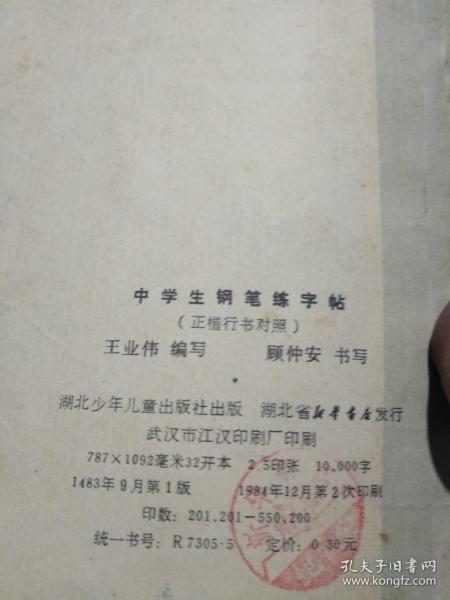 中学生钢笔练字帖
（正楷行书对照）
王业伟 编写 顾仲安 书写
湖北少年儿童出版社出版 湖北省新华书店发行
武汉市江汉印刷厂印刷
787×1092毫米32开本 2.5印张 10,000字
1483年9月第1版 1984年12月第2次印刷
印数：201,201-550,200
统一书号：R7305·5 定价：0.30元
孔夫子旧书网
www.kongfz.com